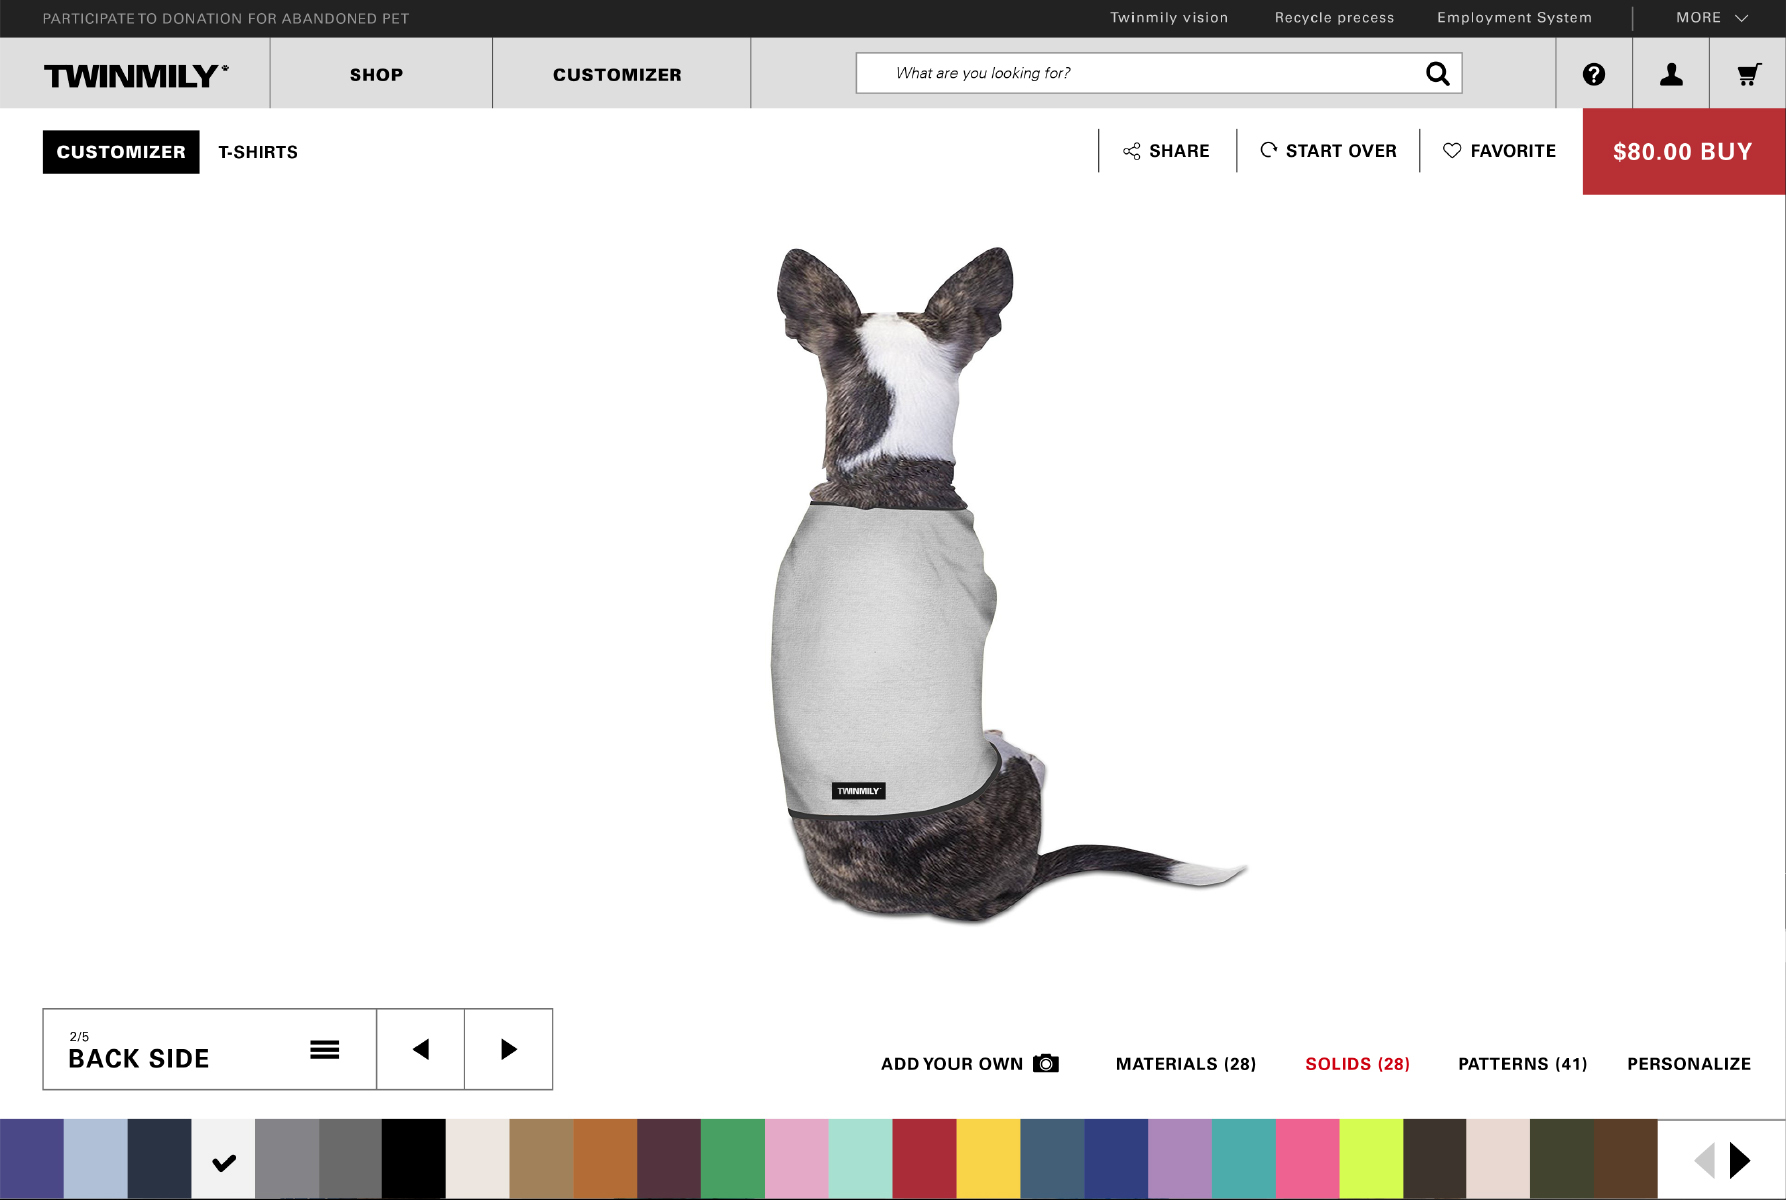 PARTICIPATE TO DONATION FOR ABANDONED PET
Twinmily vision
Recycle precess
Employment System
MORE
TWINMILY
SHOP
CUSTOMIZER
What are you looking for?
CUSTOMIZER
T-SHIRTS
SHARE
START OVER
FAVORITE
$80.00 BUY
TWINMILY
2/5
BACK SIDE
ADD YOUR OWN
MATERIALS (28)
SOLIDS (28)
PATTERNS (41)
PERSONALIZE